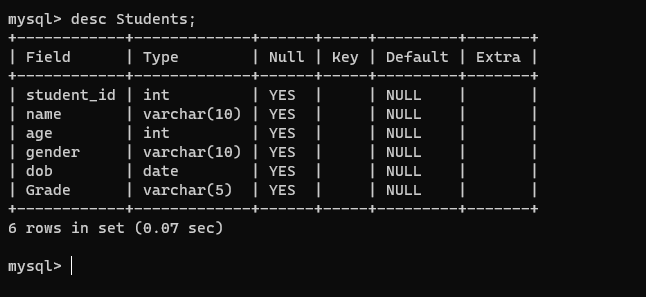 mysql> desc Students;
+------------+-------------+------+-----+---------+-------+
| Field      | Type        | Null | Key | Default | Extra |
+------------+-------------+------+-----+---------+-------+
| student_id | int         | YES  |     | NULL    |       |
| name       | varchar(10) | YES  |     | NULL    |       |
| age        | int         | YES  |     | NULL    |       |
| gender     | varchar(10) | YES  |     | NULL    |       |
| dob        | date        | YES  |     | NULL    |       |
| Grade      | varchar(5)  | YES  |     | NULL    |       |
+------------+-------------+------+-----+---------+-------+
6 rows in set (0.07 sec)
mysql>